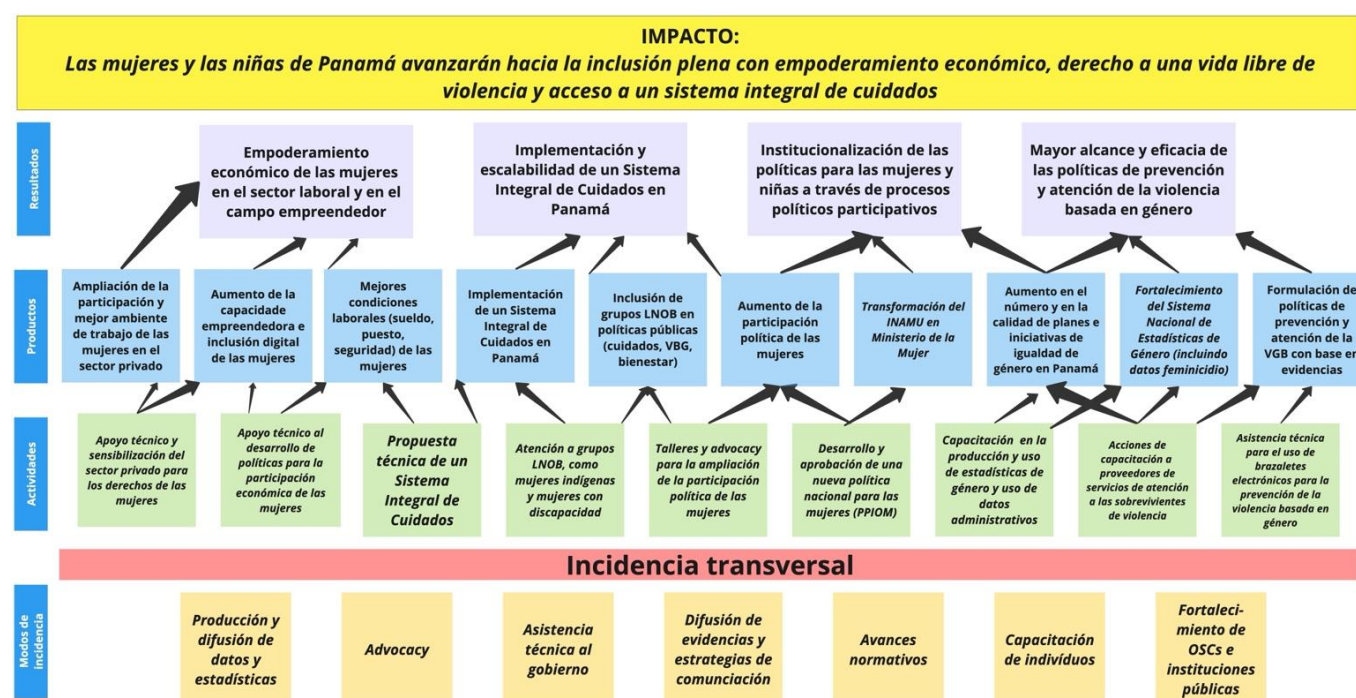 IMPACTO:
Las mujeres y las niñas de Panamá avanzarán hacia la inclusión plena con empoderamiento económico, derecho a una vida libre de
violencia y acceso a un sistema integral de cuidados
Resultados
Empoderamiento
económico de las mujeres
en el sector laboral y en el
campo empreendedor
Implementación y
escalabilidad de un Sistema
Integral de Cuidados en
Panamá
Institucionalización de las
políticas para las mujeres y
niñas a través de procesos
políticos participativos
Mayor alcance y eficacia de
las políticas de prevención
y atención de la violencia
basada en género
Productos
Ampliación de la
participación y
mejor ambiente
de trabajo de las
mujeres en el
sector privado
Aumento de la
capacidade
empreendedora e
inclusión digital
de las mujeres
Mejores
condiciones
laborales (sueldo,
puesto,
seguridad) de las
mujeres
Implementación
de un Sistema
Integral de
Cuidados en
Panamá
Inclusión de
grupos LNOB en
políticas públicas
(cuidados, VBG,
bienestar)
Aumento de la
participación
política de las
mujeres
Transformación del
INAMU en
Ministerio de la
Mujer
Aumento en el
número y en la
calidad de planes e
iniciativas de
igualdad de
género en Panamá
Fortalecimiento
del Sistema
Nacional de
Estadísticas de
Género (incluindo
datos feminicidio)
Formulación de
políticas de
prevención y
atención de la
VGB con base en
evidencias
Actividades
Apoyo técnico y
sensibilización del
sector privado para
los derechos de las
mujeres
Apoyo técnico al
desarrollo de
políticas para la
participación
económica de las
mujeres
Propuesta
técnica de un
Sistema
Integral de
Cuidados
Atención a grupos
LNOB, como
mujeres indígenas
y mujeres con
discapacidad
Talleres y advocacy
para la ampliación
de la participación
política de las
mujeres
Desarrollo y
aprobación de una
nueva política
nacional para las
mujeres (PPIOM)
Capacitación en la
producción y uso
de estadísticas de
género y uso de
datos
administrativos
Acciones de
capacitación a
proveedores de
servicios de atención
a las sobrevivientes
de violencia
Asistencia técnica
para el uso de
brazaletes
electrónicos para la
prevención de la
violencia basada en
género
Incidencia transversal
Modos de
incidencia
Producción y
difusión de
datos y
estadísticas
Advocacy
Asistencia
técnica al
gobierno
Difusión de
evidencias y
estrategias de
comunciación
Avances
normativos
Capacitación
de indivíduos
Fortaleci-
miento de
OSCs e
instituciones
públicas